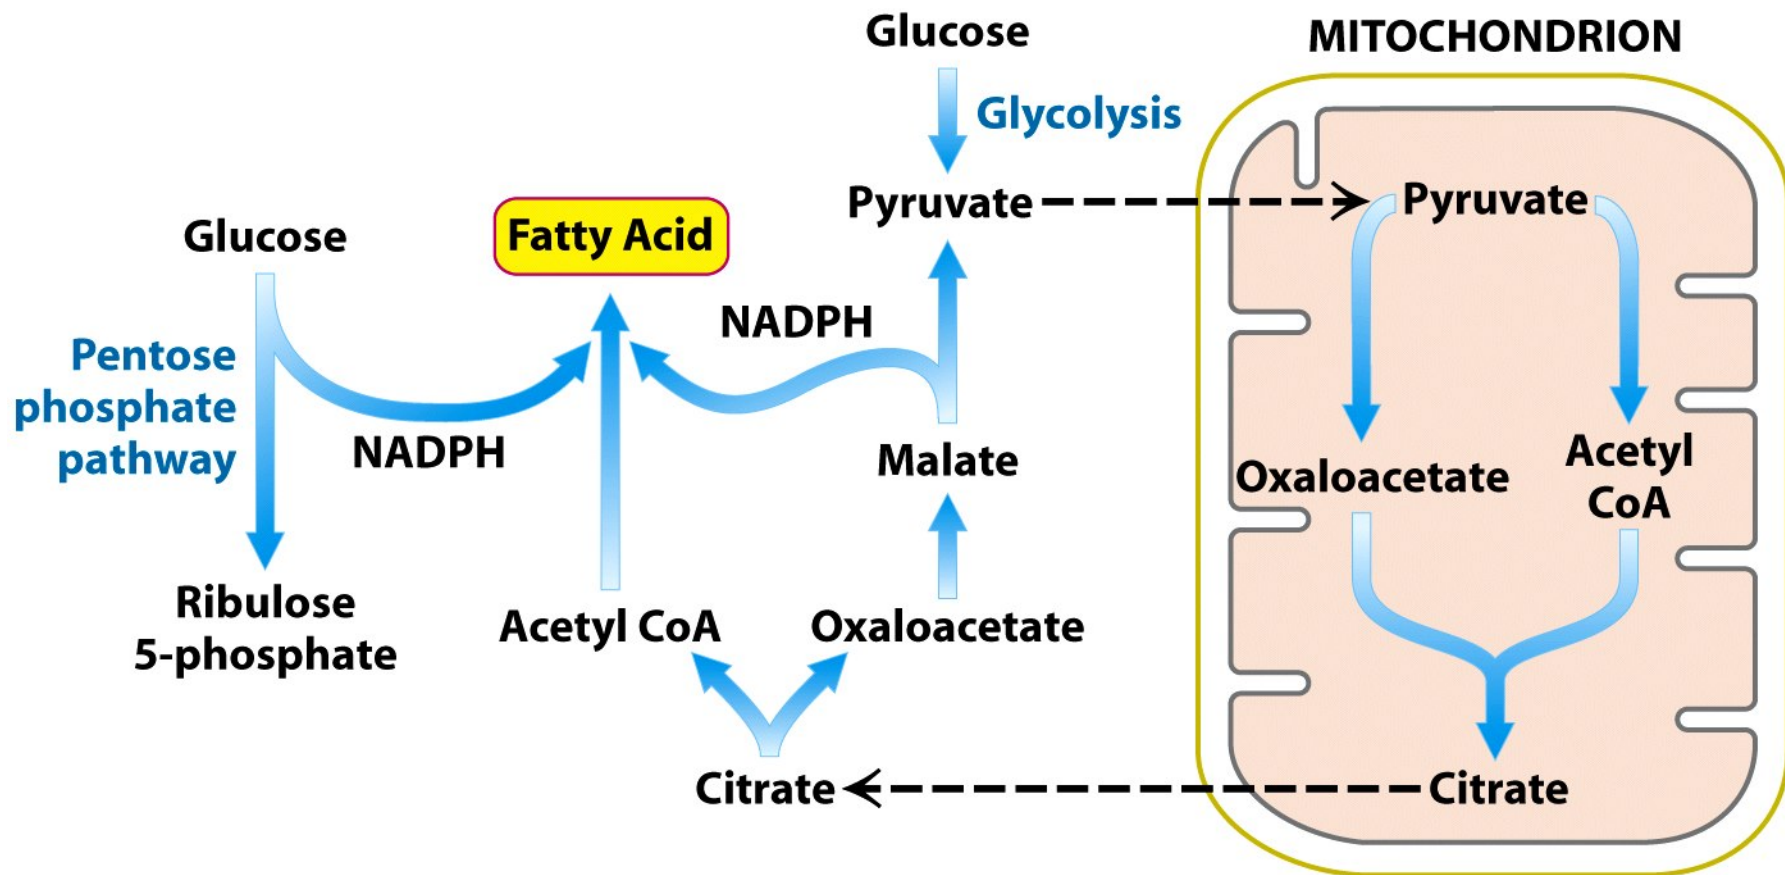 Glucose
MITOCHONDRION
Glycolysis
Pyruvate
Pyruvate
Glucose
Fatty Acid
NADPH
Pentose
phosphate
pathway
NADPH
Malate
Oxaloacetate
Acetyl
CoA
Ribulose
5-phosphate
Acetyl CoA
Oxaloacetate
Citrate
Citrate